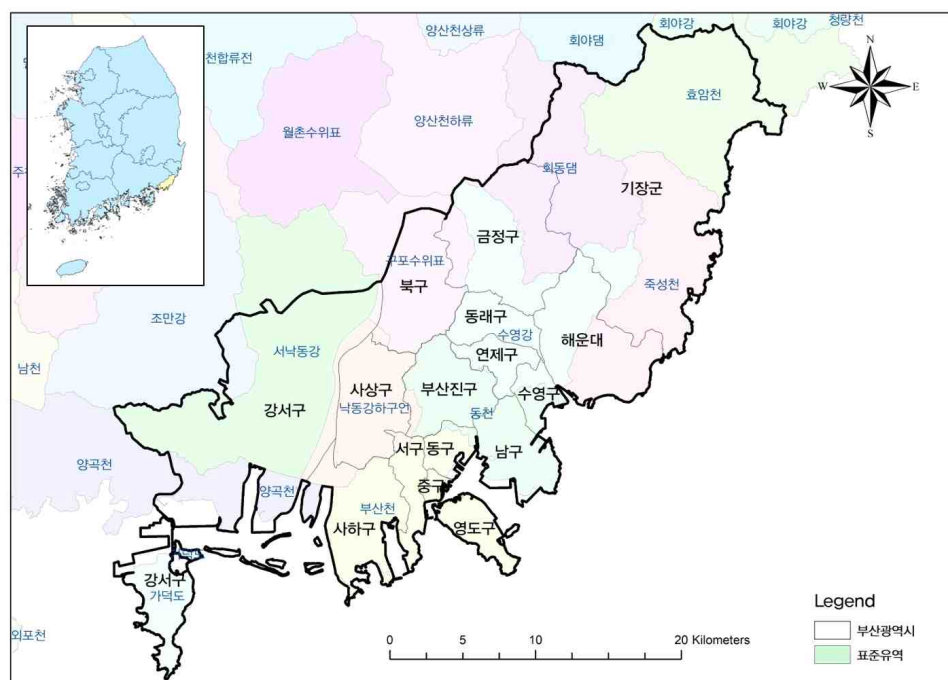 양산천상류
회야댐
회야강
회야강
청량천
천합류전
월촌수위표
양산천하류
효암천
N
W
E
S
회동댐
기장군
금정구
구포수위표
북구
죽성천
조만강
동래구
수영강
해운대
서낙동강
연제구
남천
사상구
부산진구
수영구
낙동강하구언
동천
강서구
서구
동구
남구
양곡천
양곡천
중구
부산천
사하구
영도구
강서구
가덕도
외포천
0
5
10
20 Kilometers
Legend
부산광역시
표준유역